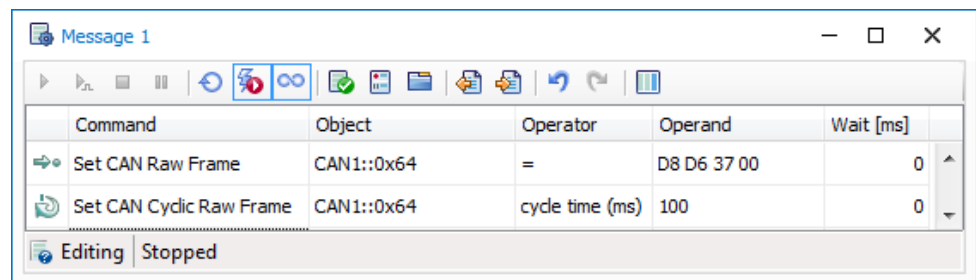 Message 1
Command Object Operator Operand Wait [ms]
Set CAN Raw Frame CAN1::0x64 = D8 D6 37 00 0
Set CAN Cyclic Raw Frame CAN1::0x64 cycle time (ms) 100 0
Editing Stopped